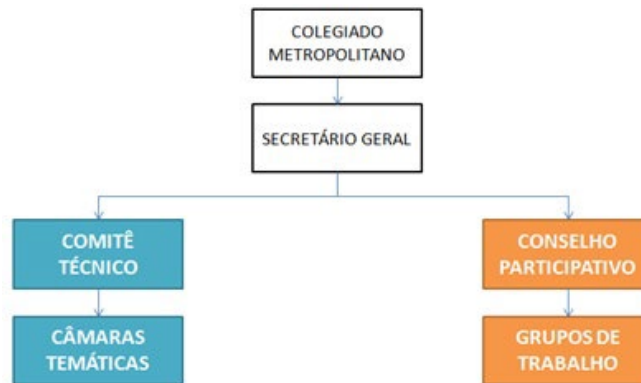 COLEGIADO
METROPOLITANO
SECRETÁRIO GERAL
COMITÊ
TÉCNICO
CONSELHO
PARTICIPATIVO
CÂMARAS
TEMÁTICAS
GRUPOS DE
TRABALHO